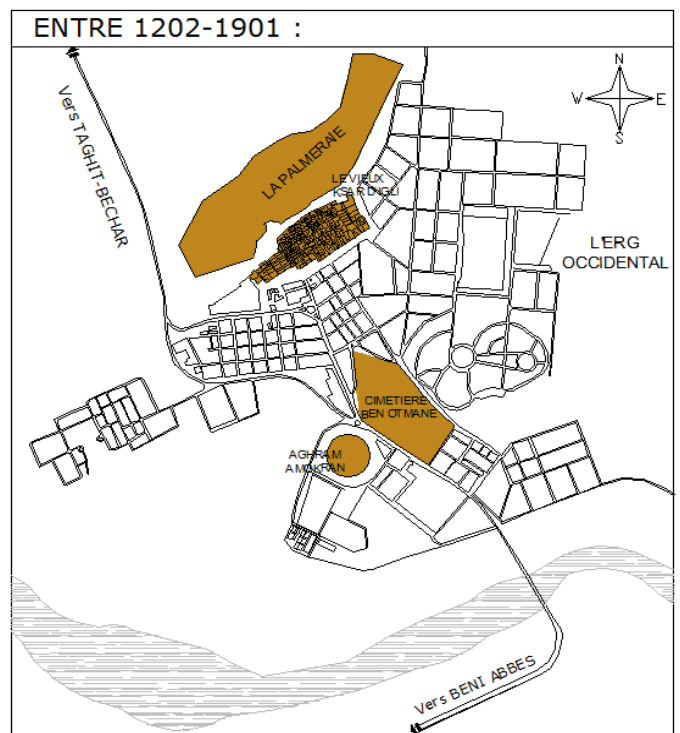 ENTRE 1202-1901 :
N
W
E
S
Vers TAGHIT-BECHAR
LA PALMERAIE
LE VIEUX
KSAR D'IGLI
L'ERG
OCCIDENTAL
CIMETIERE
BEN OTMANE
AGHRAM
AMOKRAN
Vers BENI ABBES